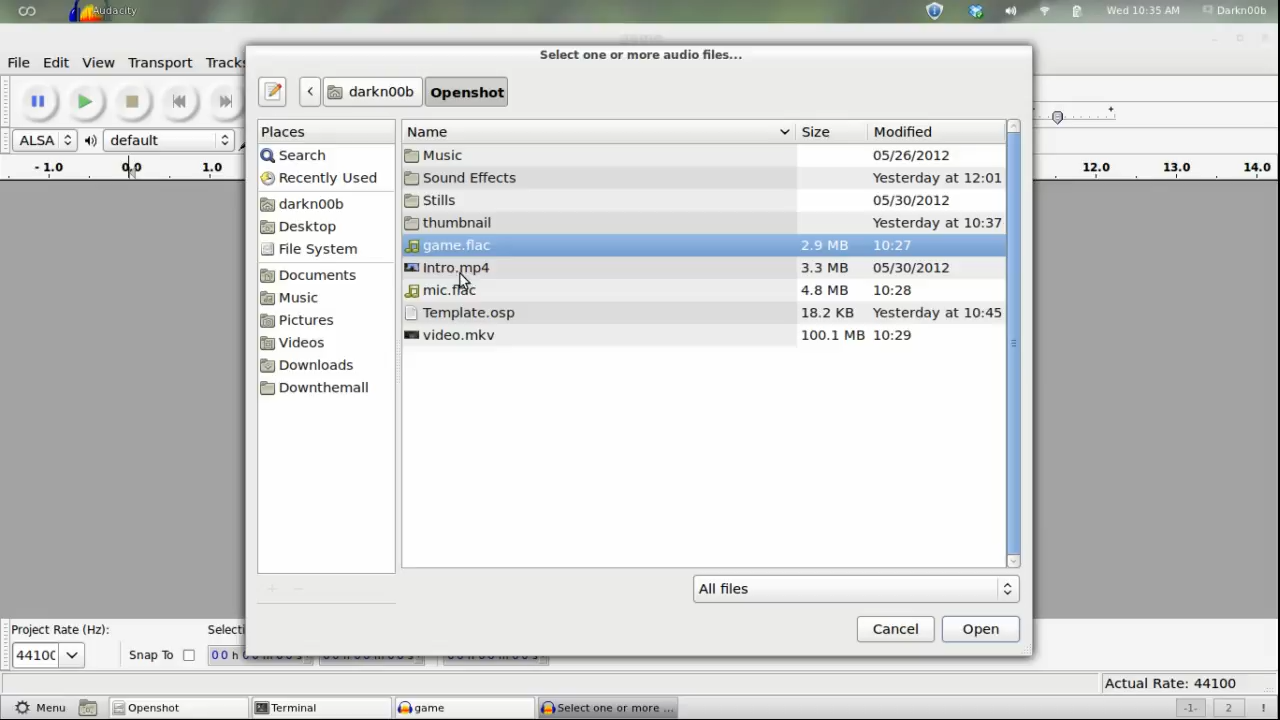 Audacity
Wed 10:35 AM
Darkn00b
File Edit View Transport Tracks
Select one or more audio files...
darkn00b
Openshot
ALSA
default
- 1.0 0.0 1.0 12.0 13.0 14.0
Places
Search
Recently Used
darkn00b
Desktop
File System
Documents
Music
Pictures
Videos
Downloads
Downthemall
Name Size Modified
Music 05/26/2012
Sound Effects Yesterday at 12:01
Stills 05/30/2012
thumbnail Yesterday at 10:37
game.flac 2.9 MB 10:27
Intro.mp4 3.3 MB 05/30/2012
mic.flac 4.8 MB 10:28
Template.osp 18.2 KB Yesterday at 10:45
video.mkv 100.1 MB 10:29
All files
Cancel Open
Project Rate (Hz):
44100
Snap To
Actual Rate: 44100
Menu
Openshot
Terminal
game
Select one or more ...
-1- 2 !